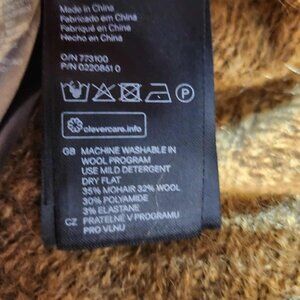 Made in China
Fabricado em China
Fabriqué en China
Hecho en China
O/N 773100
P/N 0220851 0
P
clevercare.info
GB MACHINE WASHABLE IN
WOOL PROGRAM
USE MILD DETERGENT
DRY FLAT
35% MOHAIR 32% WOOL
30% POLYAMIDE
3% ELASTANE
CZ PRATELNÉ V PROGRAMU
PRO VLNU